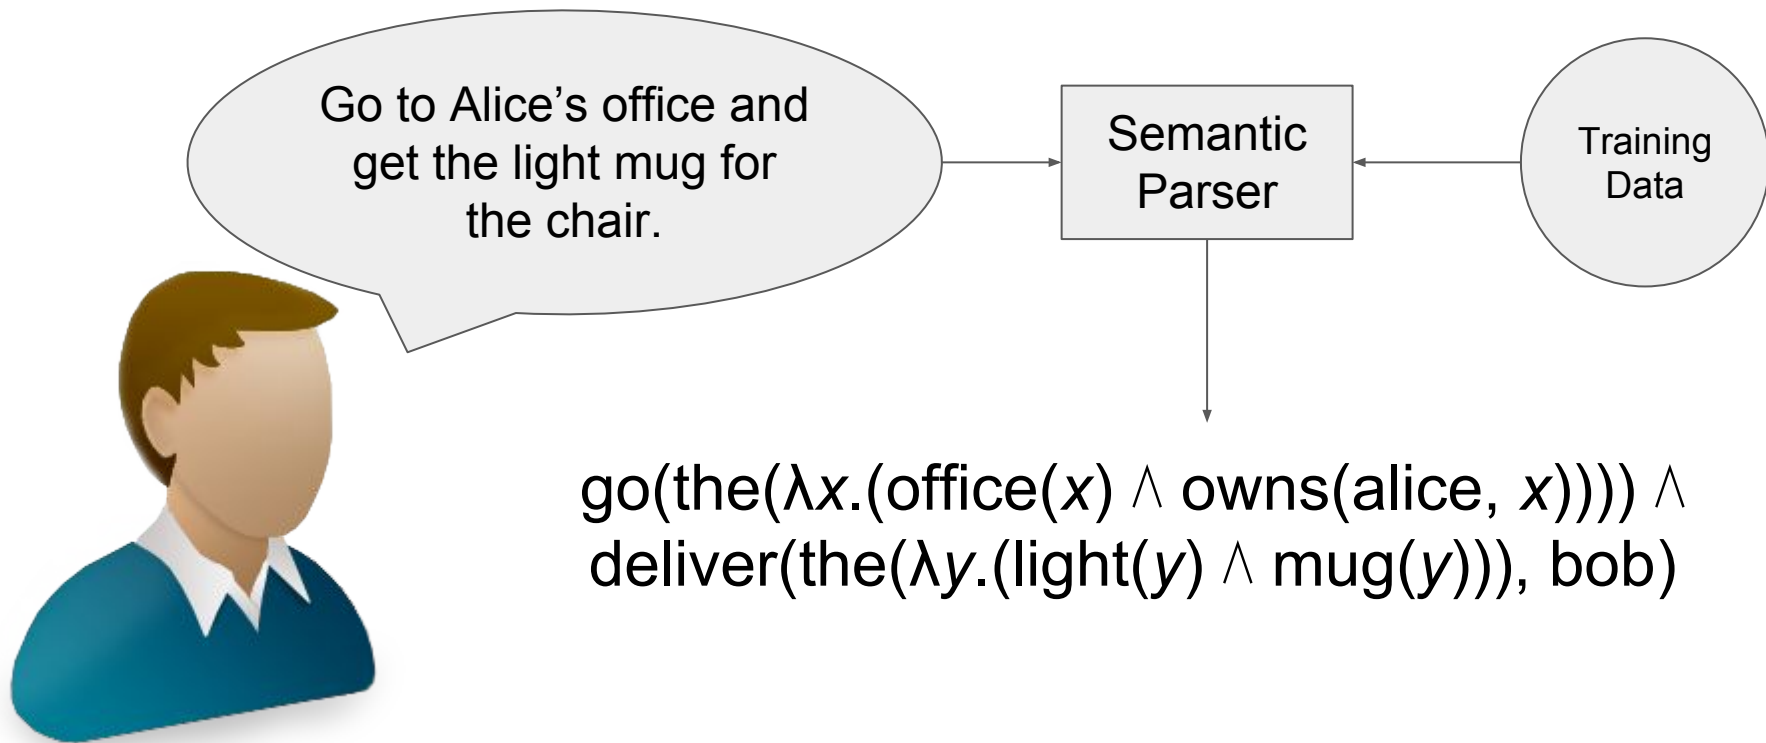 Go to Alice’s office and
get the light mug for
the chair.
Semantic
Parser
Training
Data
go(the(λx.(office(x) ∧ owns(alice, x)))) ∧
deliver(the(λy.(light(y) ∧ mug(y))), bob)